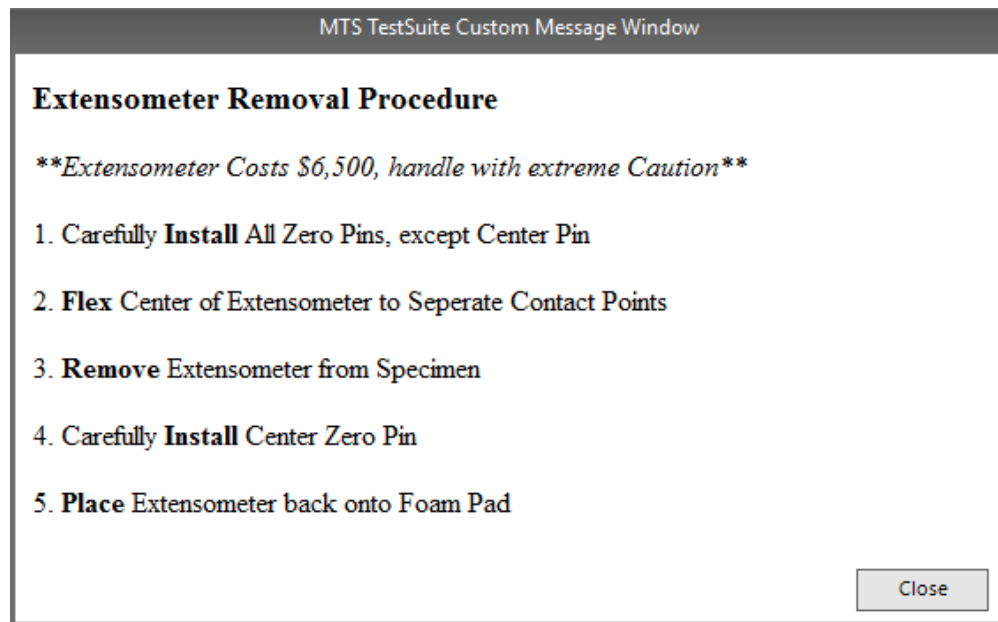 MTS TestSuite Custom Message Window
Extensometer Removal Procedure
**Extensometer Costs $6,500, handle with extreme Caution**
1. Carefully Install All Zero Pins, except Center Pin
2. Flex Center of Extensometer to Seperate Contact Points
3. Remove Extensometer from Specimen
4. Carefully Install Center Zero Pin
5. Place Extensometer back onto Foam Pad
Close